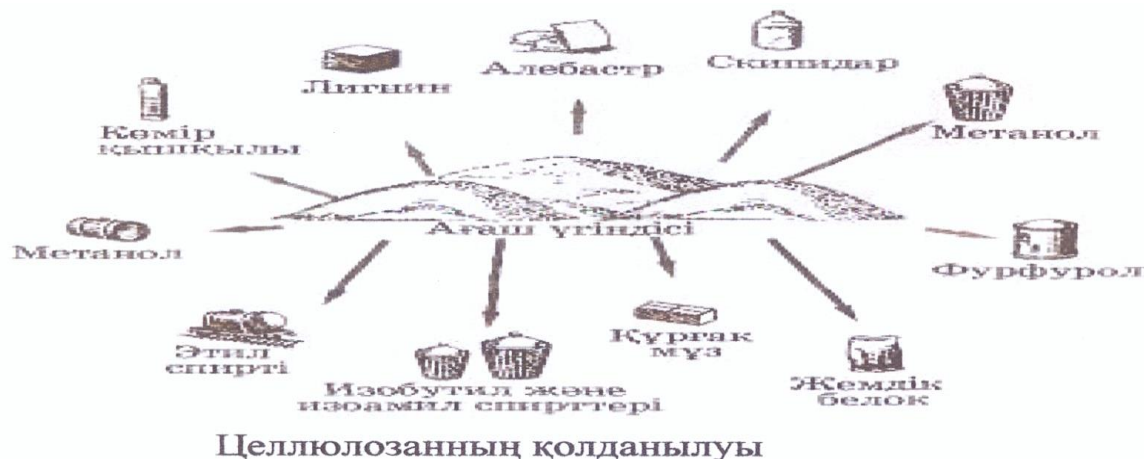 Алебастр
Скипидар
Лигнин
Көмір
қышқылы
Метанол
Ағаш үгіндісі
Метанол
Фурфурол
Этил
спирті
Изобутил және
изоамил спирттері
Құрғақ
мұз
Жемдік
белок
Целлюлозанның қолданылуы